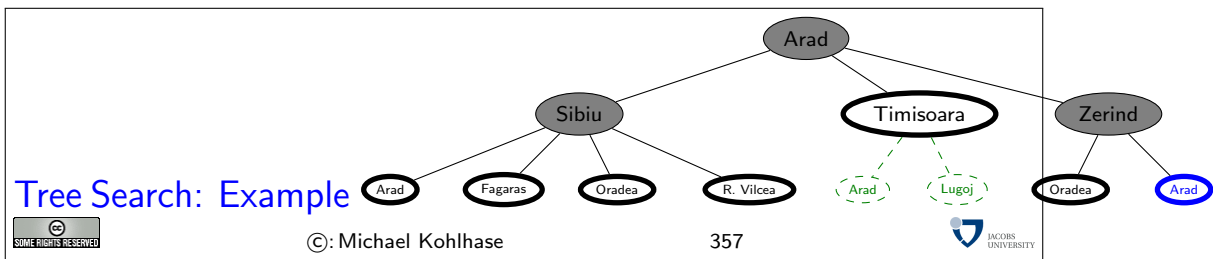 Arad
Sibiu Timisoara Zerind
Arad Fagaras Oradea R. Vilcea Arad Lugoj Oradea Arad
Tree Search: Example
cc
SOME RIGHTS RESERVED
©: Michael Kohlhase
357
JACOBS
UNIVERSITY